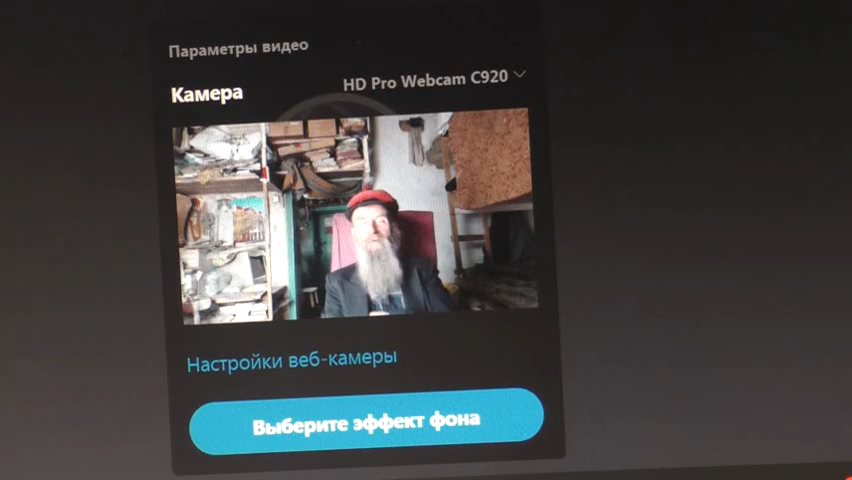 Параметры видео
Камера HD Pro Webcam C920
Настройки веб-камеры
Выберите эффект фона